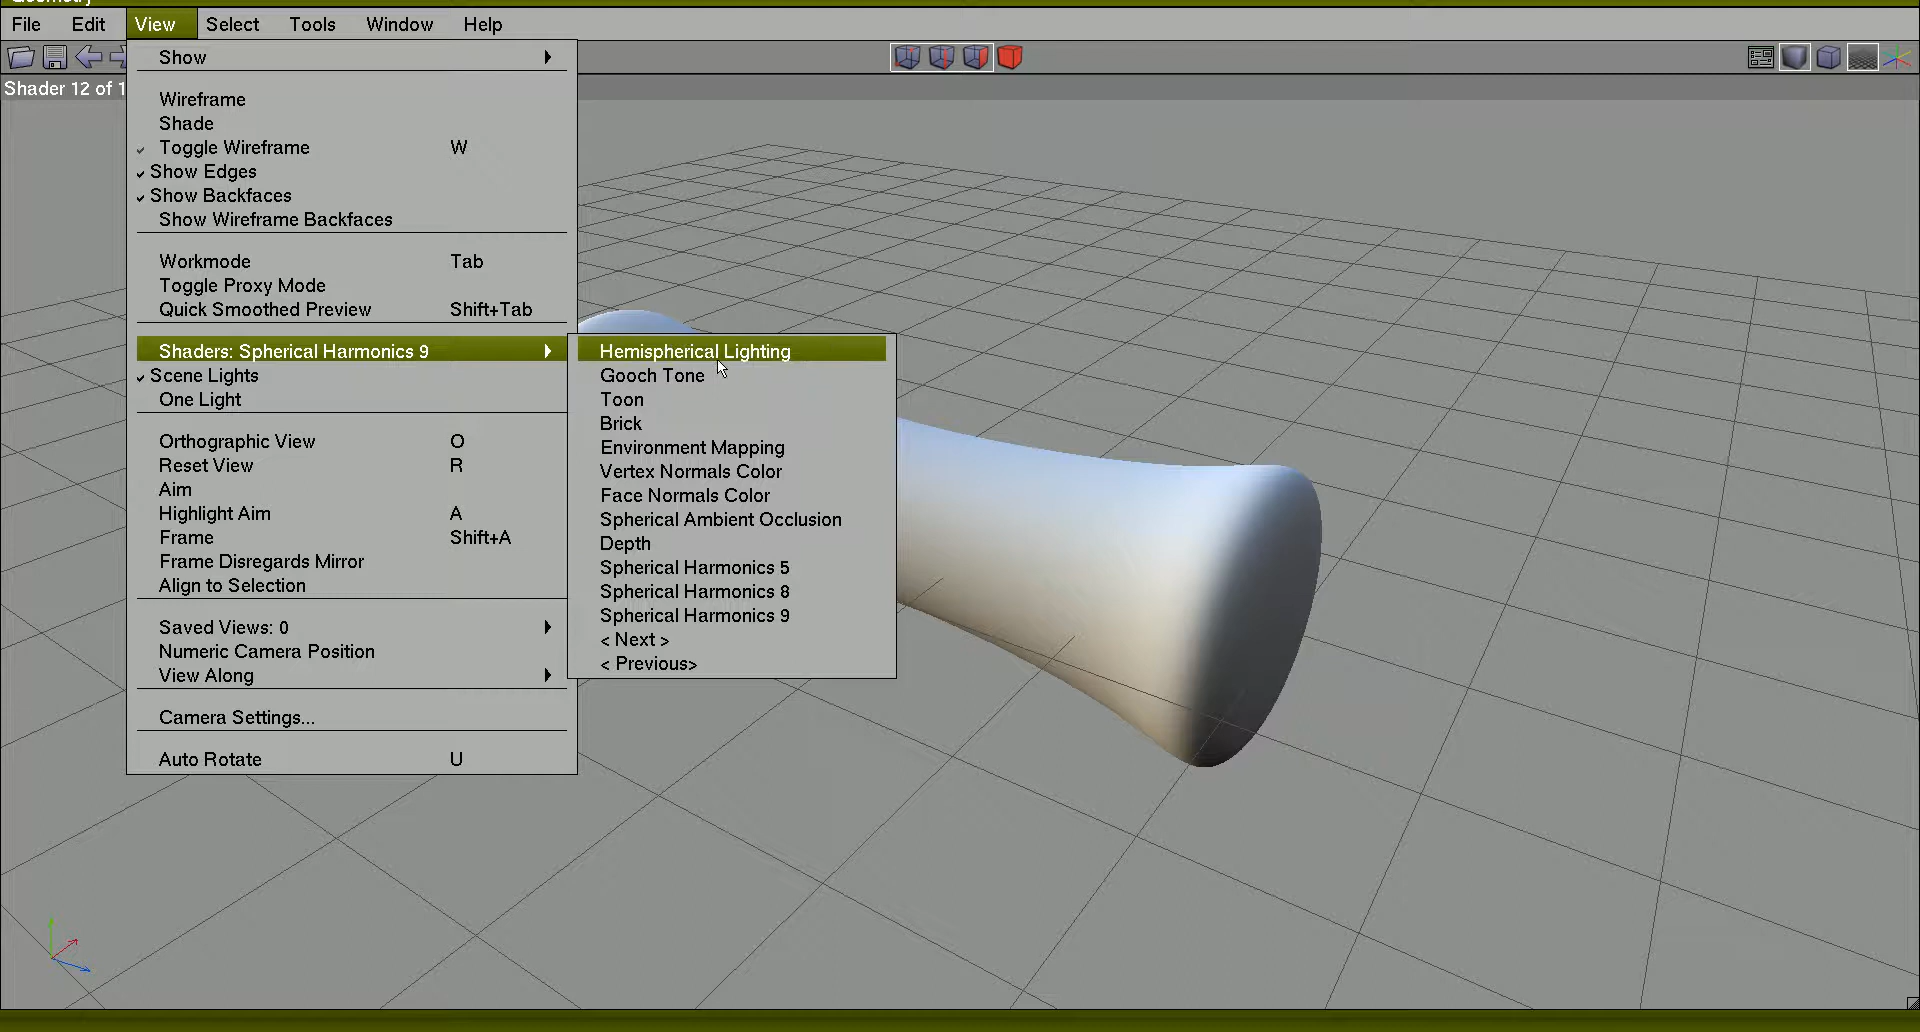 Geometry
File Edit View Select Tools Window Help
Shader 12 of 1
Show
Wireframe
Shade
Toggle Wireframe W
Show Edges
Show Backfaces
Show Wireframe Backfaces
Workmode Tab
Toggle Proxy Mode
Quick Smoothed Preview Shift+Tab
Shaders: Spherical Harmonics 9
Scene Lights
One Light
Orthographic View O
Reset View R
Aim
Highlight Aim A
Frame Shift+A
Frame Disregards Mirror
Align to Selection
Saved Views: 0
Numeric Camera Position
View Along
Camera Settings...
Auto Rotate U
Hemispherical Lighting
Gooch Tone
Toon
Brick
Environment Mapping
Vertex Normals Color
Face Normals Color
Spherical Ambient Occlusion
Depth
Spherical Harmonics 5
Spherical Harmonics 8
Spherical Harmonics 9
< Next >
< Previous>